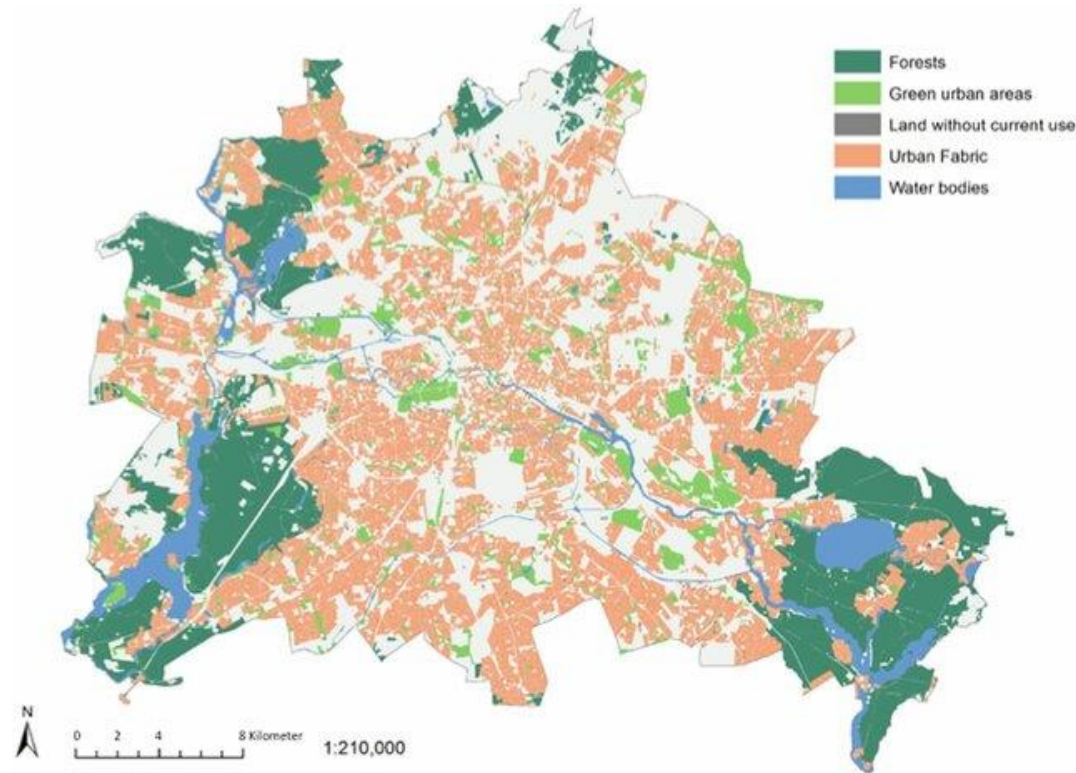 Forests
Green urban areas
Land without current use
Urban Fabric
Water bodies
N
0 2 4 8 Kilometer
1:210,000